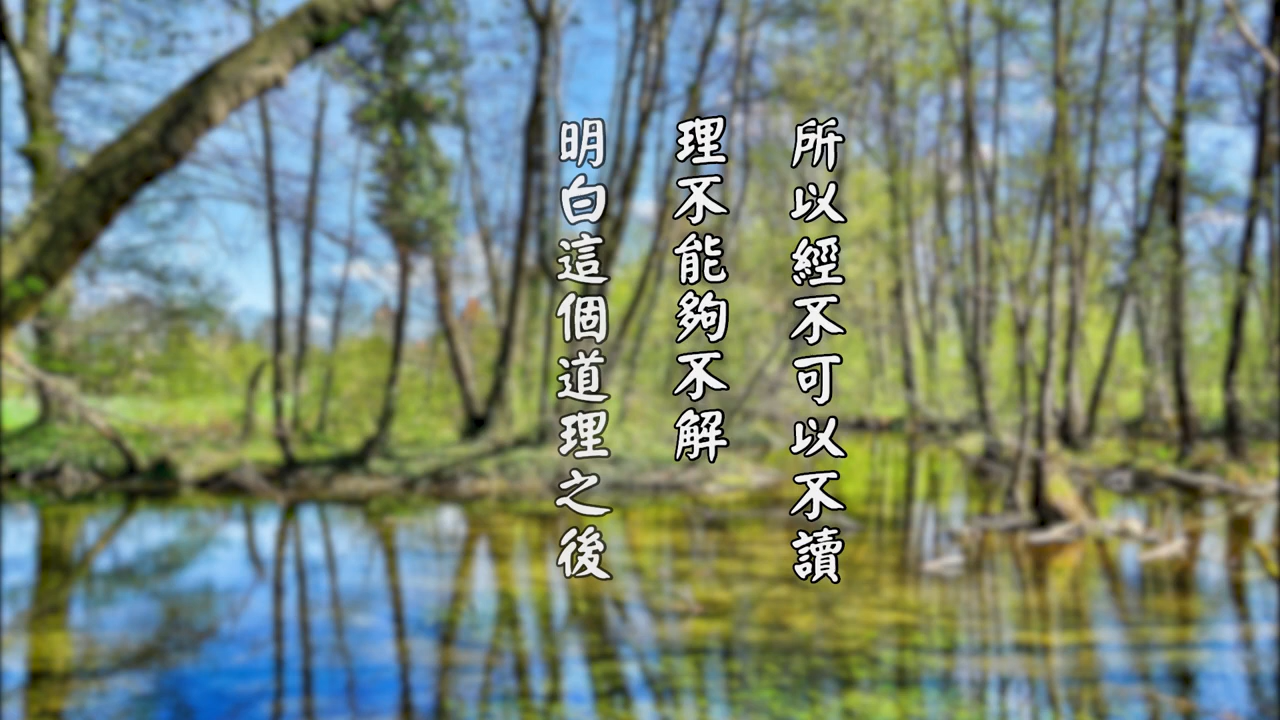 所以經不可以不讀
理不能夠不解
明白這個道理之後